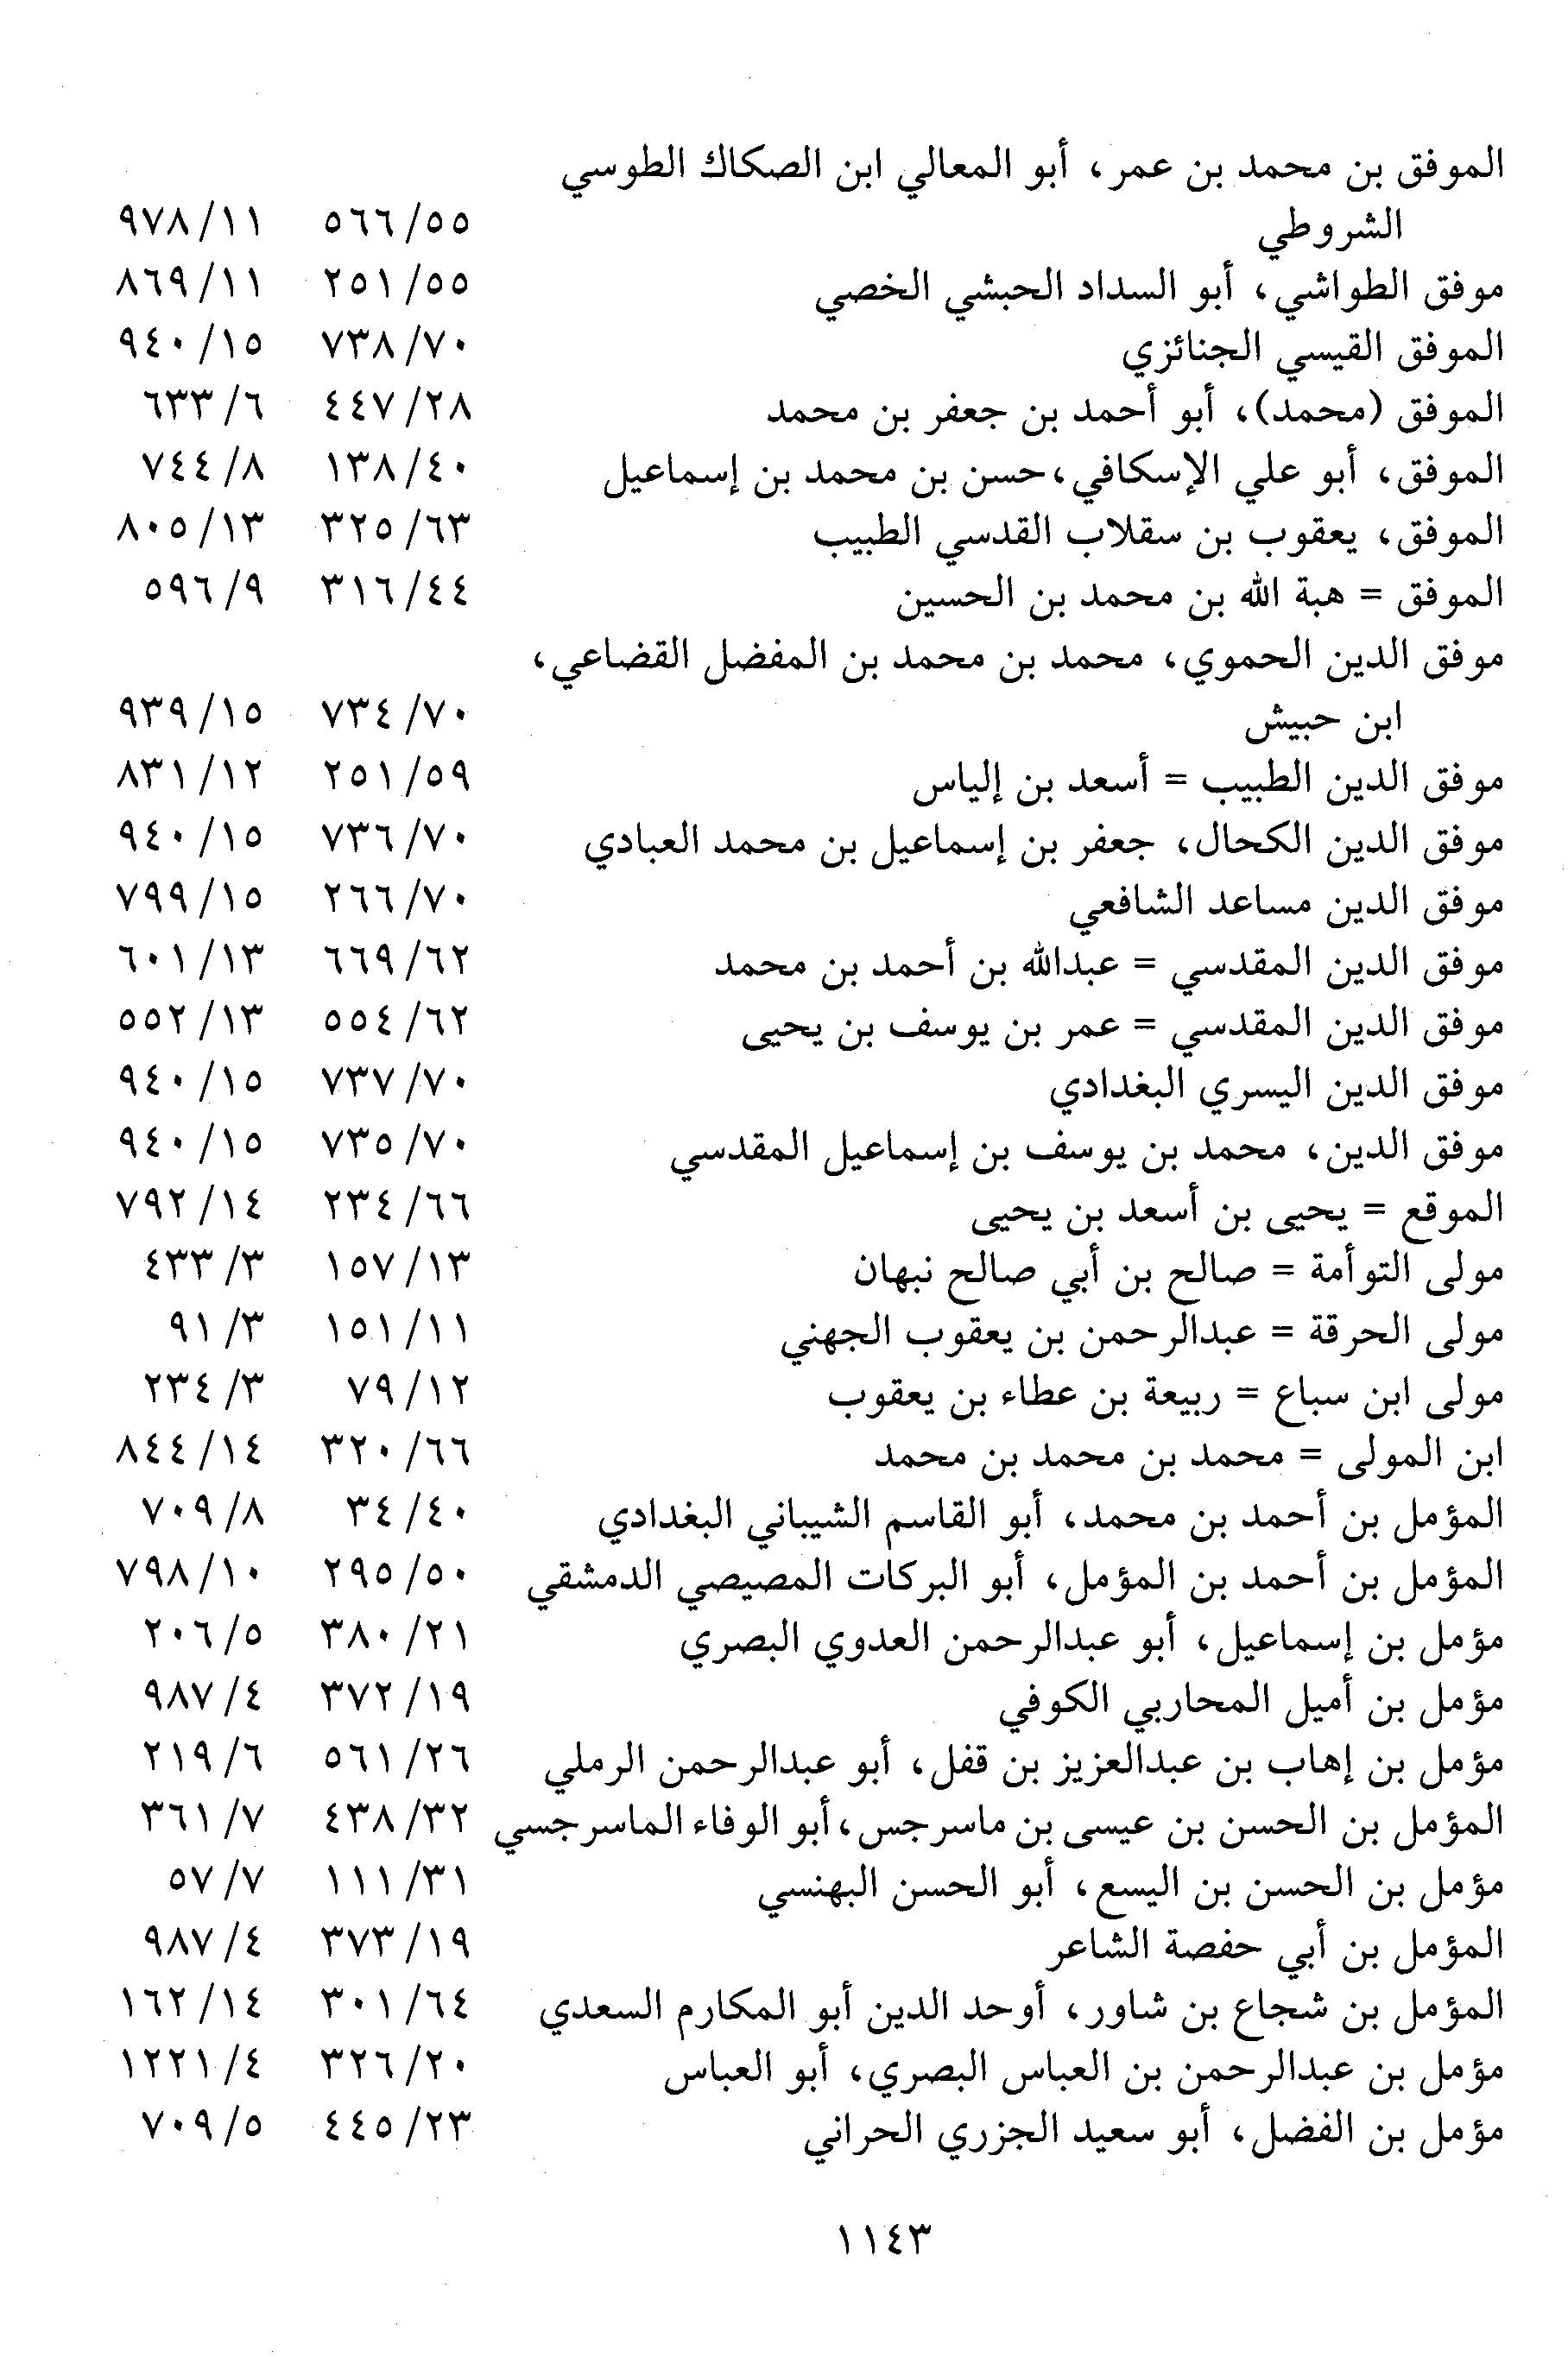 الموفق بن محمد بن عمر، أبو المعالي ابن الصكاك الطوسي
الشروطي ٥٥/ ٥٦٦ ١١/ ٩٧٨
موفق الطواشي، أبو السداد الحبشي الخصي ٥٥/ ٢٥١ ١١/ ٨٦٩
الموفق القيسي الجنائزي ٧٠/ ٧٣٨ ١٥/ ٩٤٠
الموفق (محمد)، أبو أحمد بن جعفر بن محمد ٢٨/ ٤٤٧ ٦/ ٦٣٣
الموفق، أبو علي الإسكافي، حسن بن محمد بن إسماعيل ٤٠/ ١٣٨ ٨/ ٧٤٤
الموفق، يعقوب بن سقلاب القدسي الطبيب ٦٣/ ٣٢٥ ١٣/ ٨٠٥
الموفق = هبة الله بن محمد بن الحسين ٤٤/ ٣١٦ ٩/ ٥٩٦
موفق الدين الحموي، محمد بن محمد بن المفضل القضاعي،
ابن حبيش ٧٠/ ٧٣٤ ١٥/ ٩٣٩
موفق الدين الطبيب = أسعد بن إلياس ٥٩/ ٢٥١ ١٢/ ٨٣١
موفق الدين الكحال، جعفر بن إسماعيل بن محمد العبادي ٧٠/ ٧٣٦ ١٥/ ٩٤٠
موفق الدين مساعد الشافعي ٧٠/ ٢٦٦ ١٥/ ٧٩٩
موفق الدين المقدسي = عبدالله بن أحمد بن محمد ٦٢/ ٦٦٩ ١٣/ ٦٠١
موفق الدين المقدسي = عمر بن يوسف بن يحيى ٦٢/ ٥٥٤ ١٣/ ٥٥٢
موفق الدين اليسري البغدادي ٧٠/ ٧٣٧ ١٥/ ٩٤٠
موفق الدين، محمد بن يوسف بن إسماعيل المقدسي ٧٠/ ٧٣٥ ١٥/ ٩٤٠
الموقع = يحيى بن أسعد بن يحيى ٦٦/ ٢٣٤ ١٤/ ٧٩٢
مولى التوأمة = صالح بن أبي صالح نبهان ١٣/ ١٥٧ ٣/ ٤٣٣
مولى الحرقة = عبدالرحمن بن يعقوب الجهني ١١/ ١٥١ ٣/ ٩١
مولى ابن سباع = ربيعة بن عطاء بن يعقوب ١٢/ ٧٩ ٣/ ٢٣٤
ابن المولى = محمد بن محمد بن محمد ٦٦/ ٣٢٠ ١٤/ ٨٤٤
المؤمل بن أحمد بن محمد، أبو القاسم الشيباني البغدادي ٤٠/ ٣٤ ٨/ ٧٠٩
المؤمل بن أحمد بن المؤمل، أبو البركات المصيصي الدمشقي ٥٠/ ٢٩٥ ١٠/ ٧٩٨
مؤمل بن إسماعيل، أبو عبدالرحمن العدوي البصري ٢١/ ٣٨٠ ٥/ ٢٠٦
مؤمل بن أميل المحاربي الكوفي ١٩/ ٣٧٢ ٤/ ٩٨٧
مؤمل بن إهاب بن عبدالعزيز بن قفل، أبو عبدالرحمن الرملي ٢٦/ ٥٦١ ٦/ ٢١٩
المؤمل بن الحسن بن عيسى بن ماسرجس، أبو الوفاء الماسرجسي ٣٢/ ٤٣٨ ٧/ ٣٦١
مؤمل بن الحسن بن اليسع، أبو الحسن البهنسي ٣١/ ١١١ ٧/ ٥٧
المؤمل بن أبي حفصة الشاعر ١٩/ ٣٧٣ ٤/ ٩٨٧
المؤمل بن شجاع بن شاور، أوحد الدين أبو المكارم السعدي ٦٤/ ٣٠١ ١٤/ ١٦٢
مؤمل بن عبدالرحمن بن العباس البصري، أبو العباس ٢٠/ ٣٢٦ ٤/ ١٢٢١
مؤمل بن الفضل، أبو سعيد الجزري الحراني ٢٣/ ٤٤٥ ٥/ ٧٠٩
١١٤٣